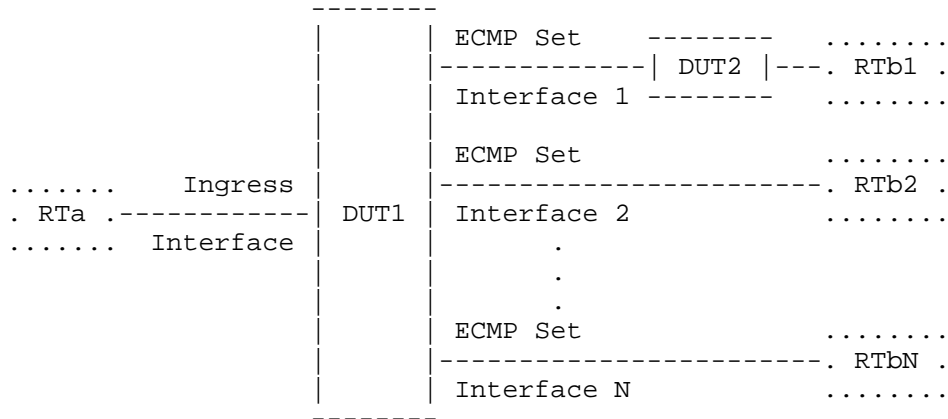 ECMP Set
DUT2 . RTb1 .
Interface 1
ECMP Set
Ingress . RTb2 .
. RTa . DUT1 Interface 2
Interface .
.
.
ECMP Set
. RTbN .
Interface N